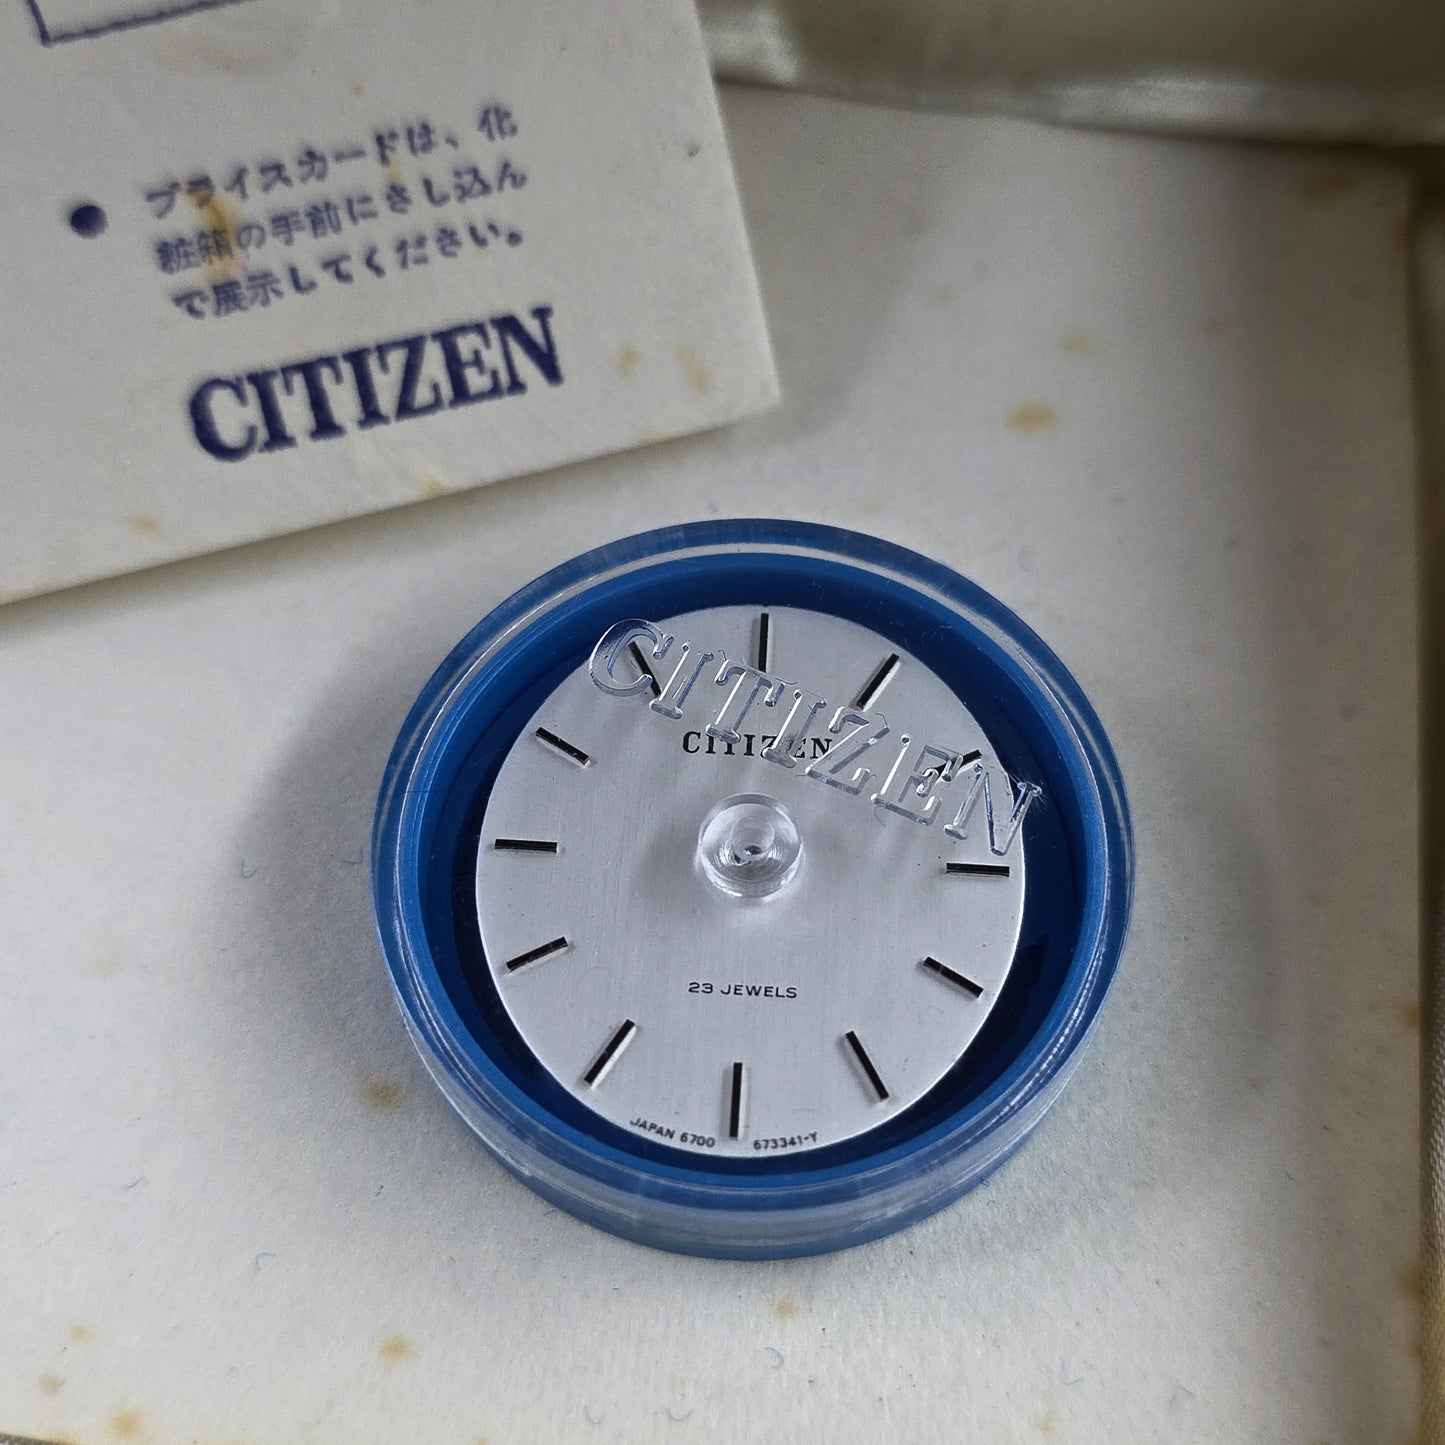 ● プライスカードは、化
粧箱の手前にさし込ん
で展示してください。
CITIZEN
CITIZEN
CITIZEN
23 JEWELS
JAPAN 6700 673341-Y